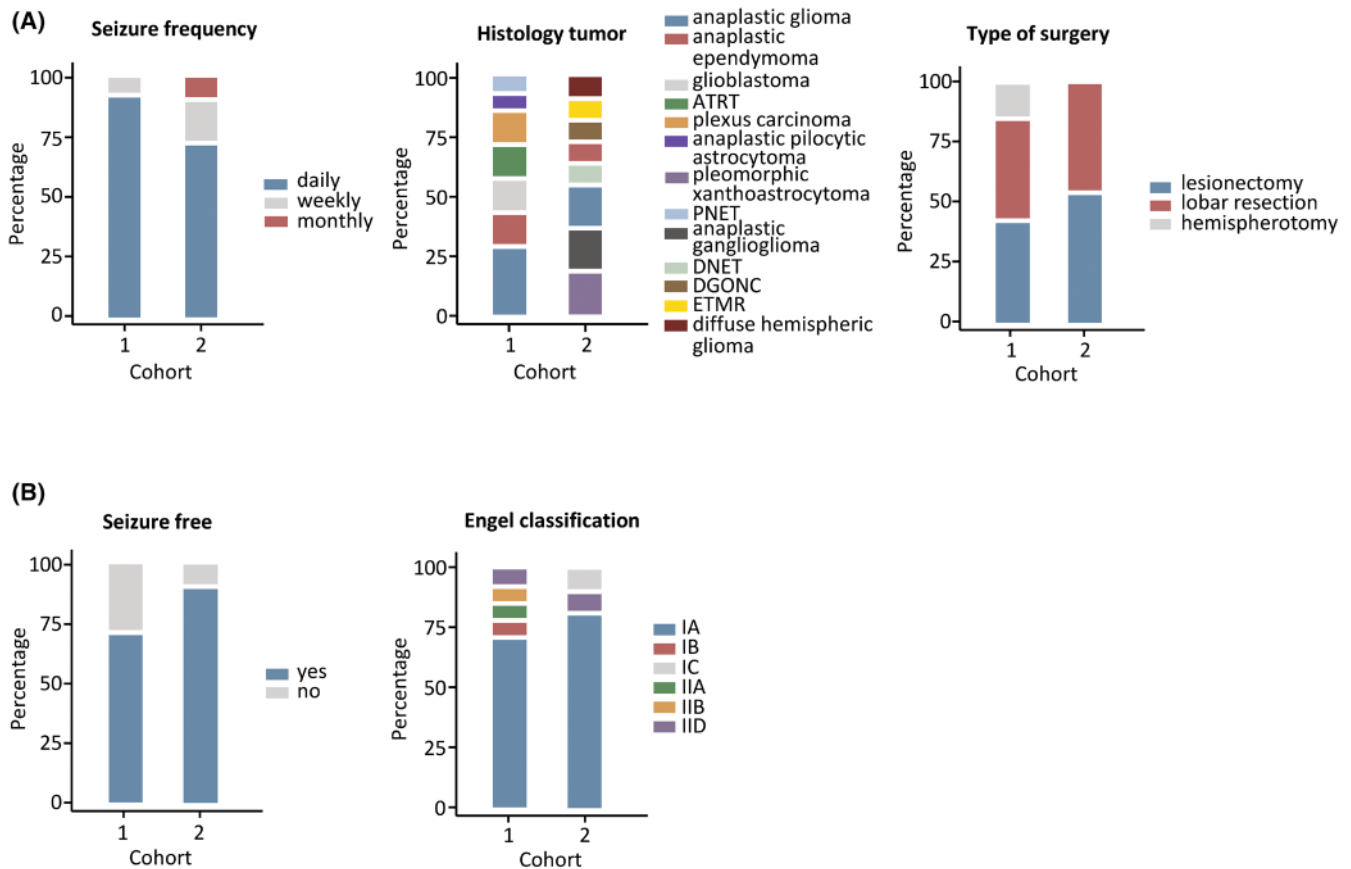 (A)
Seizure frequency
Percentage
100
75
50
25
0
1 2
Cohort
daily
weekly
monthly
Histology tumor
Percentage
100
75
50
25
0
1 2
Cohort
anaplastic glioma
anaplastic
ependymoma
glioblastoma
ATRT
plexus carcinoma
anaplastic pilocytic
astrocytoma
pleomorphic
xanthoastrocytoma
PNET
anaplastic
ganglioglioma
DNET
DGONC
ETMR
diffuse hemispheric
glioma
Type of surgery
Percentage
100
75
50
25
0
1 2
Cohort
lesionectomy
lobar resection
hemispherotomy
(B)
Seizure free
Percentage
100
75
50
25
0
1 2
Cohort
yes
no
Engel classification
Percentage
100
75
50
25
0
1 2
Cohort
IA
IB
IC
IIA
IIB
IID